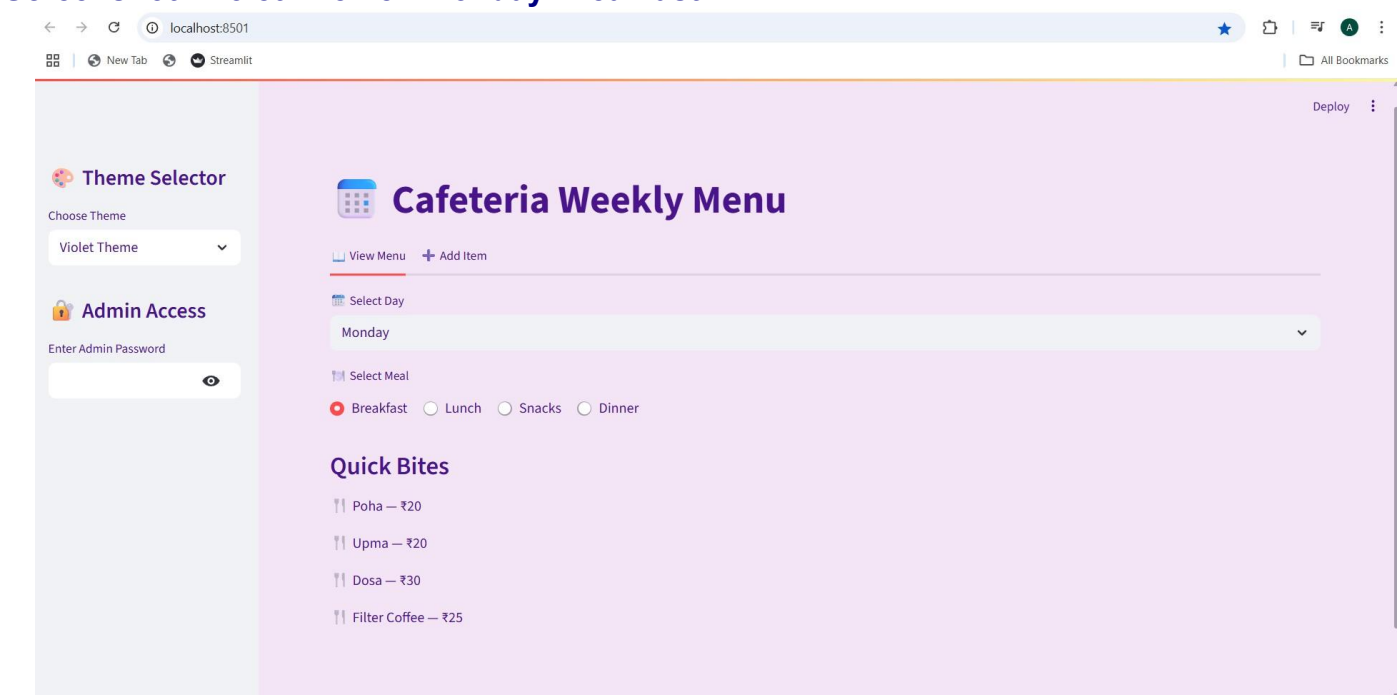 localhost:8501
New Tab
Streamlit
All Bookmarks
A
Deploy
Theme Selector
Choose Theme
Violet Theme
Admin Access
Enter Admin Password
Cafeteria Weekly Menu
View Menu
Add Item
Select Day
Monday
Select Meal
Breakfast Lunch Snacks Dinner
Quick Bites
Poha — ₹20
Upma — ₹20
Dosa — ₹30
Filter Coffee — ₹25